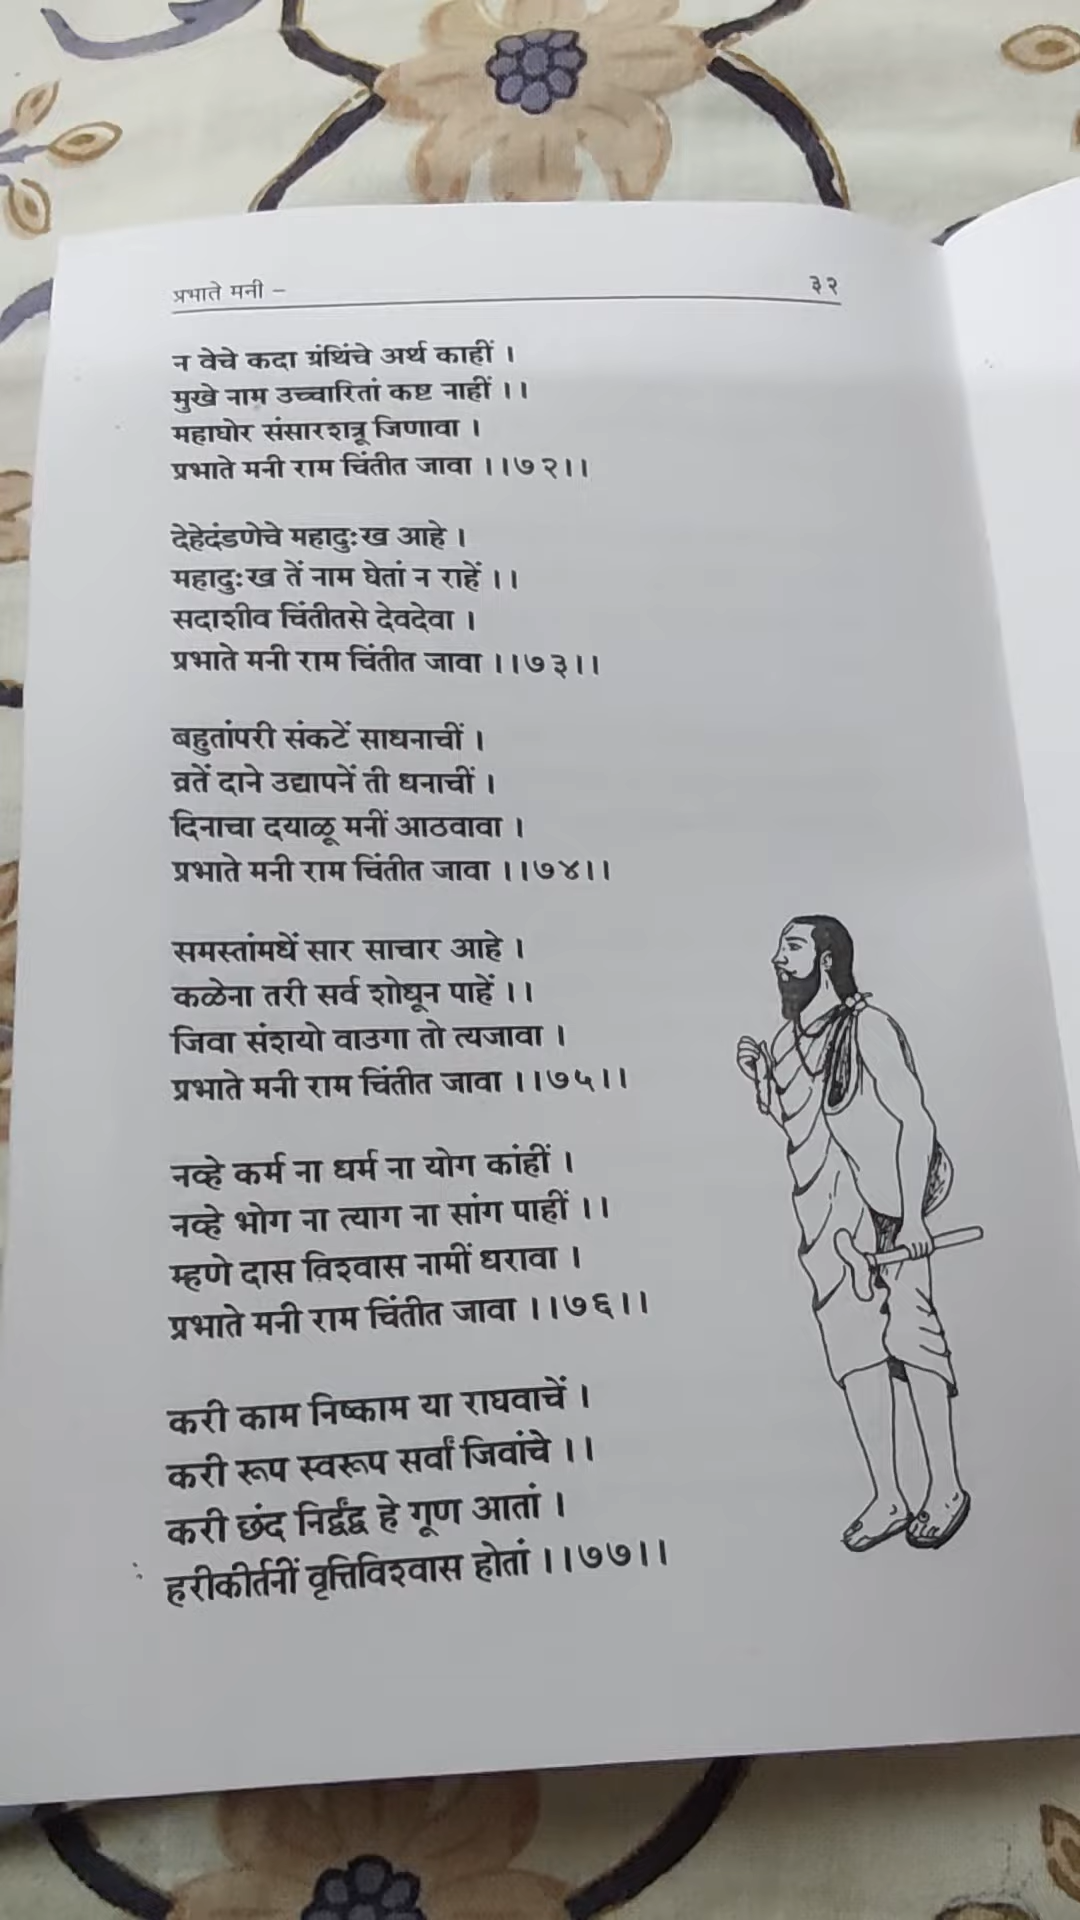 प्रभाते मनी –
३२
न वेचे कदा ग्रंथिंचे अर्थ काहीं ।
मुखे नाम उच्चारितां कष्ट नाहीं ।।
महाघोर संसारशत्रू जिणावा ।
प्रभाते मनी राम चिंतीत जावा ।।७२।।
देहेदंडणेचे महादुःख आहे ।
महादुःख तें नाम घेतां न राहें ।।
सदाशीव चिंतीतसे देवदेवा ।
प्रभाते मनी राम चिंतीत जावा ।।७३।।
बहुतांपरी संकटें साधनाचीं ।
व्रतें दाने उद्यापनें ती धनाचीं ।
दिनाचा दयाळू मनीं आठवावा ।
प्रभाते मनी राम चिंतीत जावा ।।७४।।
समस्तांमधें सार साचार आहे ।
कळेना तरी सर्व शोधून पाहें ।।
जिवा संशयो वाउगा तो त्यजावा ।
प्रभाते मनी राम चिंतीत जावा ।।७५।।
नव्हे कर्म ना धर्म ना योग कांहीं ।
नव्हे भोग ना त्याग ना सांग पाहीं ।।
म्हणे दास विश्वास नामीं धरावा ।
प्रभाते मनी राम चिंतीत जावा ।।७६।।
करी काम निष्काम या राघवाचें ।
करी रूप स्वरूप सर्वां जिवांचे ।।
करी छंद निर्द्वंद्व हे गूण आतां ।
हरीकीर्तनीं वृत्तिविश्वास होतां ।।७७।।